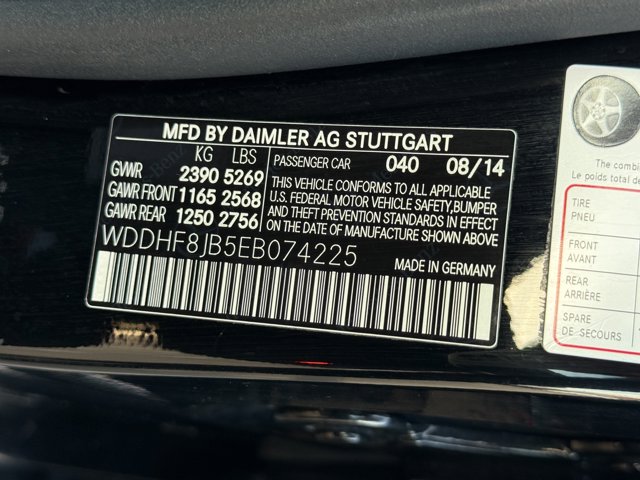 MFD BY DAIMLER AG STUTTGART
KG LBS
GVWR 2390 5269
GAWR FRONT 1165 2568
GAWR REAR 1250 2756
PASSENGER CAR 040 08/14
THIS VEHICLE CONFORMS TO ALL APPLICABLE
U.S. FEDERAL MOTOR VEHICLE SAFETY,BUMPER
AND THEFT PREVENTION STANDARDS IN EFFECT
ON THE DATE OF MANUFACTURE SHOWN ABOVE
WDDHF8JB5EB074225
MADE IN GERMANY
The combi
Le poids total de
TIRE
PNEU
FRONT
AVANT
REAR
ARRIÈRE
SPARE
DE SECOURS